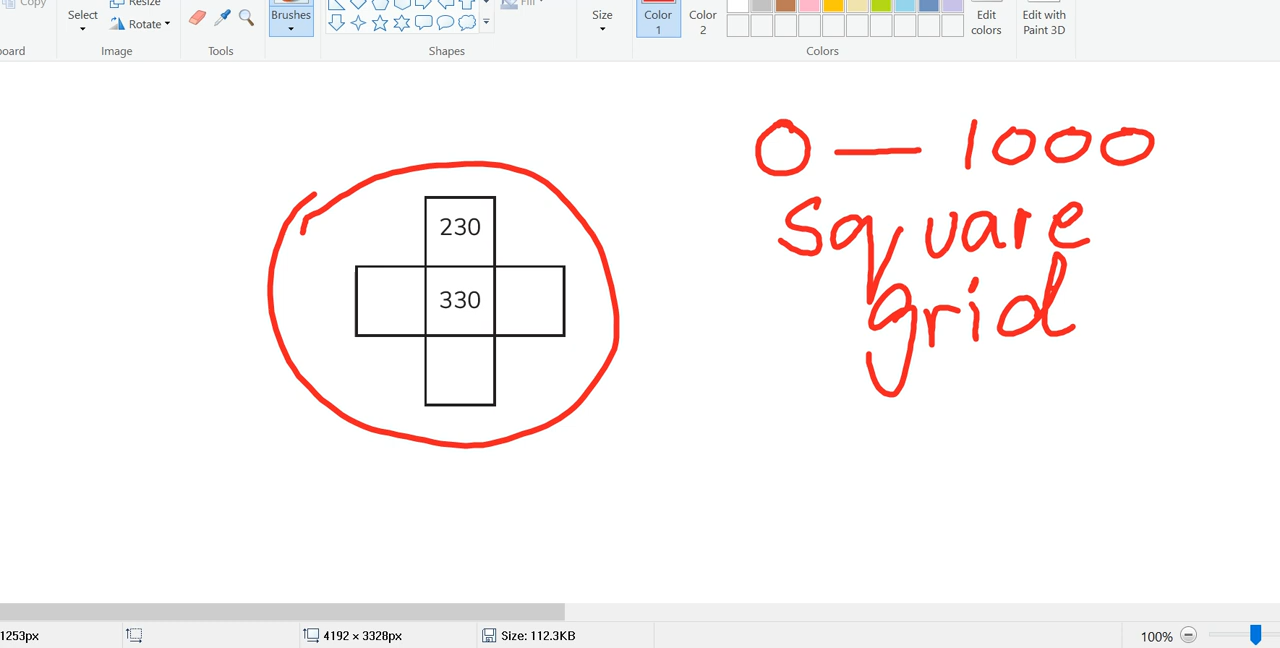 Copy
Resize
Select
Rotate
Brushes
Fill
Size
Color 1
Color 2
Edit colors
Edit with Paint 3D
oard
Image
Tools
Shapes
Colors
230
330
0 — 1000
square
grid
1253px
4192 × 3328px
Size: 112.3KB
100%